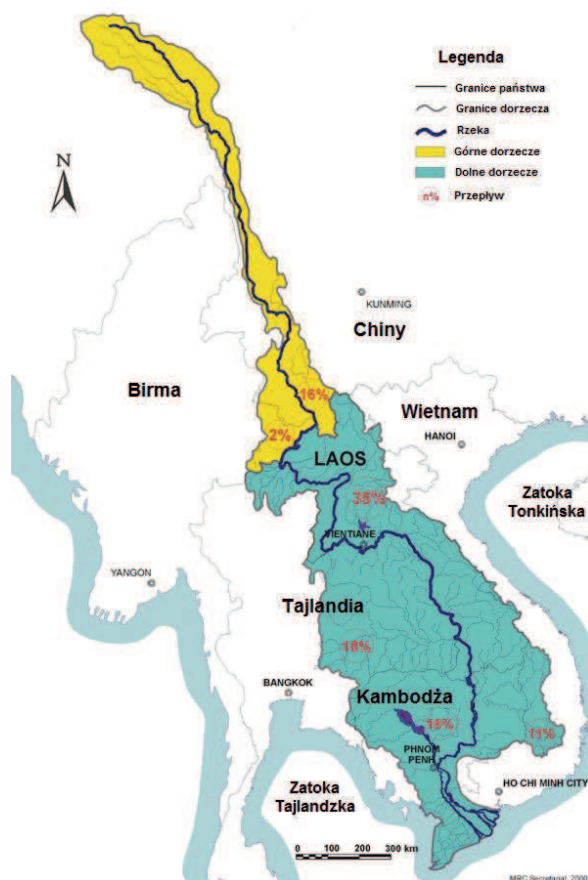 Legenda
Granice państwa
Granice dorzecza
Rzeka
Górne dorzecze
Dolne dorzecze
n% Przepływ
N
KUNMING
Chiny
Birma
16%
Wietnam
2%
HANOI
LAOS
35%
Zatoka
Tonkińska
VIENTIANE
YANGON
Tajlandia
18%
BANGKOK
Kambodża
11%
PHNOM
PENH
HO CHI MINH CITY
Zatoka
Tajlandzka
0 100 200 300 km
MRC Secretariat,